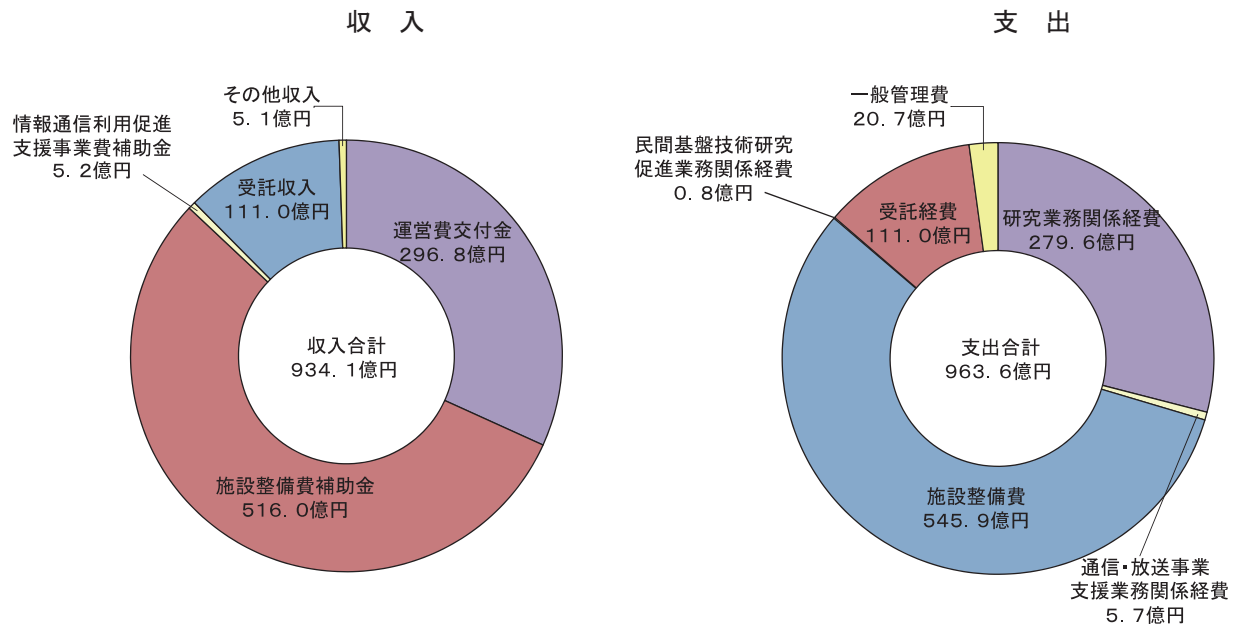 収 入
その他収入
5.1億円
情報通信利用促進
支援事業費補助金
5.2億円
受託収入
111.0億円
運営費交付金
296.8億円
収入合計
934.1億円
施設整備費補助金
516.0億円
支 出
一般管理費
20.7億円
民間基盤技術研究
促進業務関係経費
0.8億円
受託経費
111.0億円
研究業務関係経費
279.6億円
支出合計
963.6億円
施設整備費
545.9億円
通信・放送事業
支援業務関係経費
5.7億円